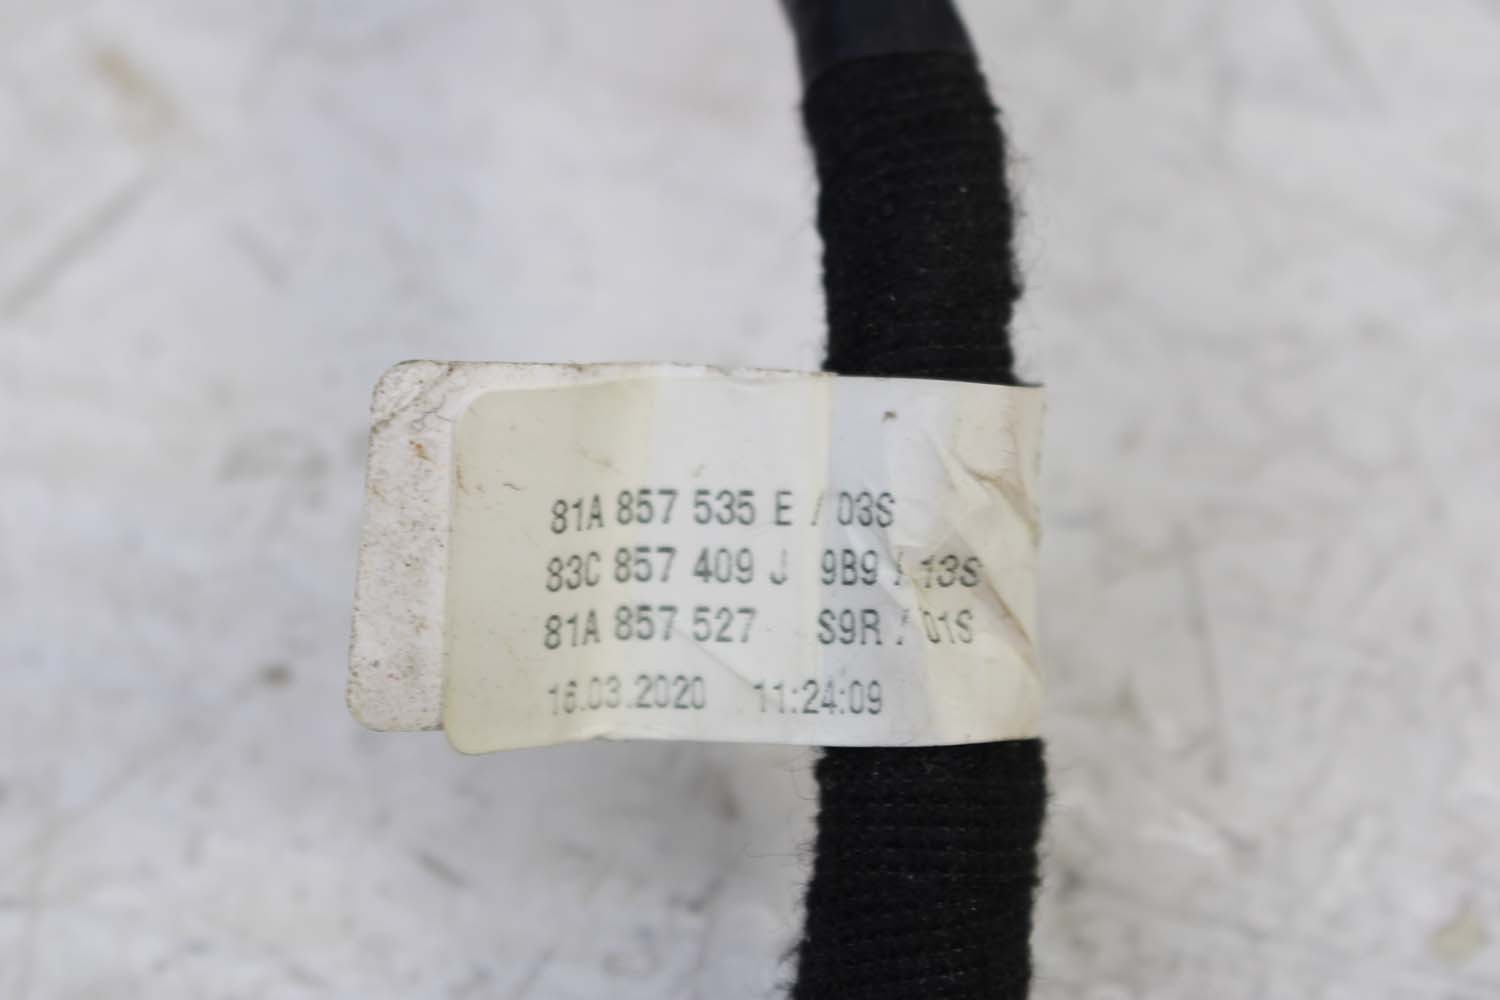 81A 857 535 E / 03S
83C 857 409 J 9B9 / 13S
81A 857 527 S9R / 01S
16.03.2020 11:24:09